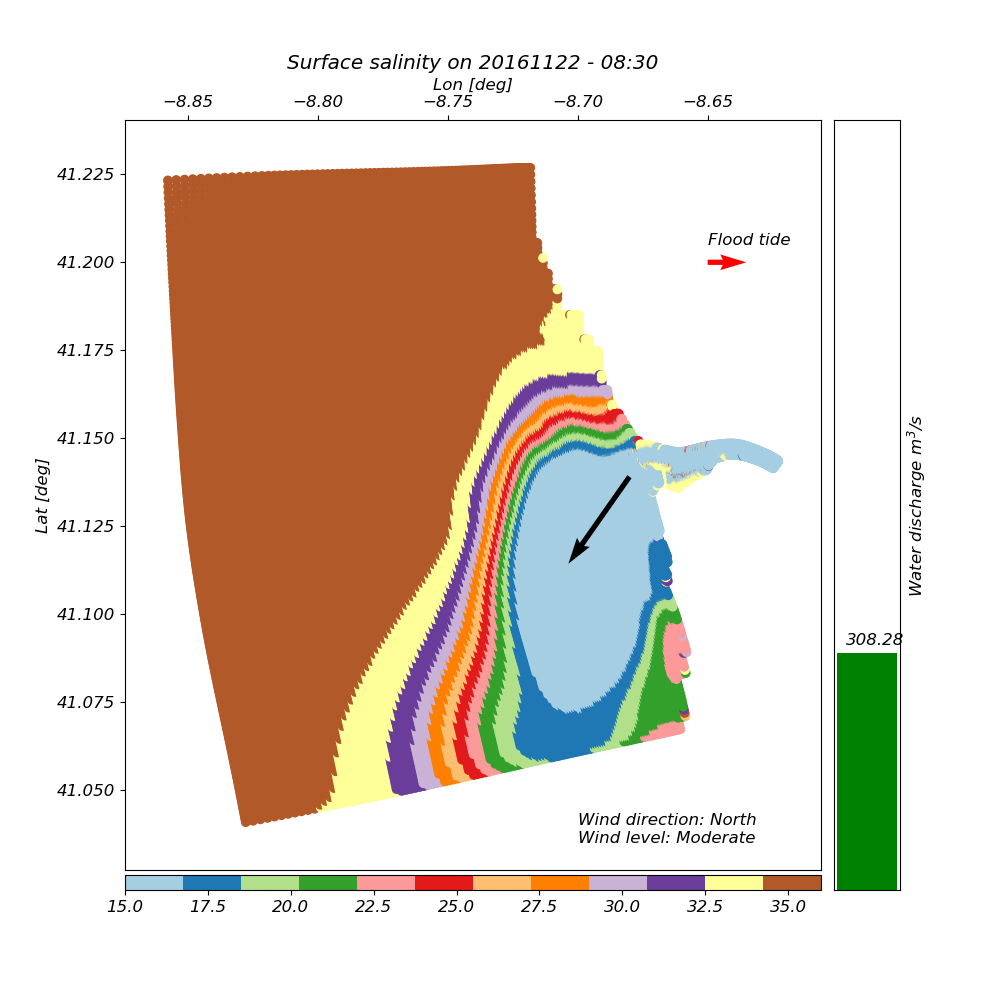 Surface salinity on 20161122 - 08:30
Lon [deg]
−8.85 −8.80 −8.75 −8.70 −8.65
41.225
41.200
41.175
41.150
41.125
41.100
41.075
41.050
Lat [deg]
Flood tide
Wind direction: North
Wind level: Moderate
308.28
Water discharge m³/s
15.0 17.5 20.0 22.5 25.0 27.5 30.0 32.5 35.0